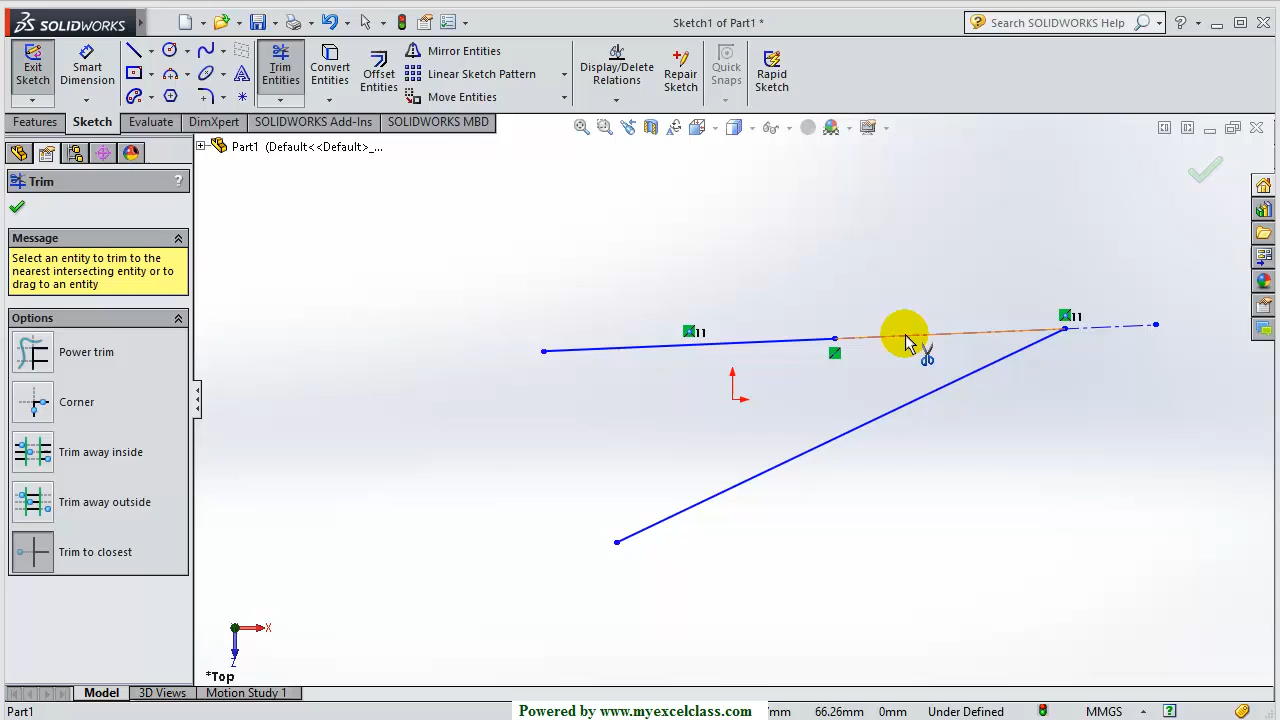 SOLIDWORKS
Sketch1 of Part1 *
Search SOLIDWORKS Help
Exit Sketch
Smart Dimension
Trim Entities
Convert Entities
Offset Entities
Mirror Entities
Linear Sketch Pattern
Move Entities
Display/Delete Relations
Repair Sketch
Quick Snaps
Rapid Sketch
Features
Sketch
Evaluate
DimXpert
SOLIDWORKS Add-Ins
SOLIDWORKS MBD
Part1 (Default<<Default>_...
Trim
?
Message
Select an entity to trim to the
nearest intersecting entity or to
drag to an entity
Options
Power trim
Corner
Trim away inside
Trim away outside
Trim to closest
11
11
X
Z
*Top
Model
3D Views
Motion Study 1
Part1
Powered by www.myexcelclass.com
mm
66.26mm
0mm
Under Defined
MMGS
?